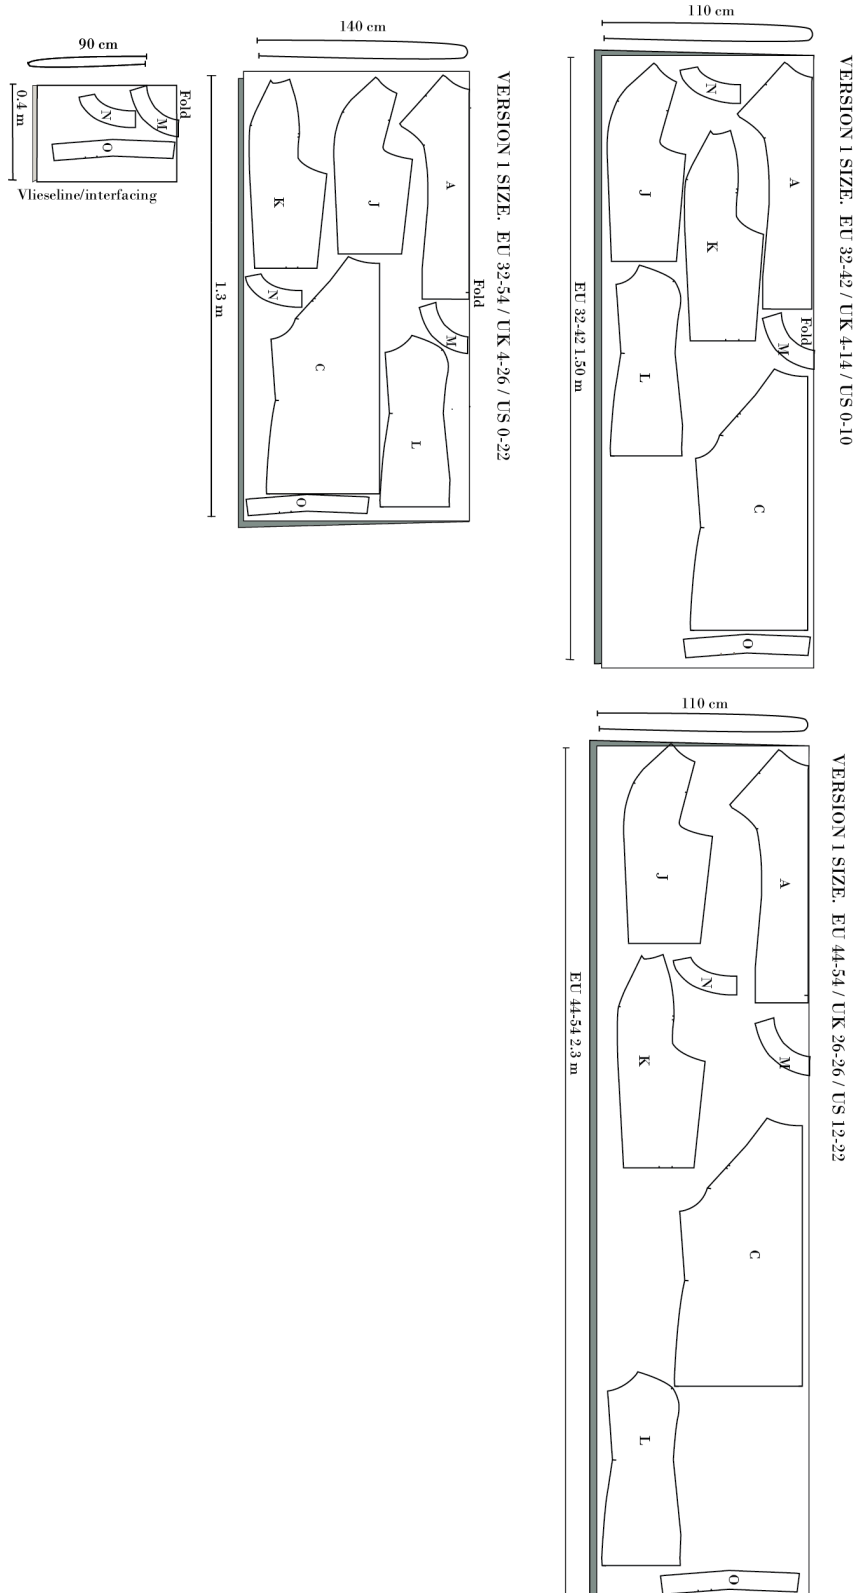 90 cm
0.4 m
Fold
N
M
O
Vlieseline/interfacing
140 cm
1.3 m
VERSION 1 SIZE. EU 32-54 / UK 4-26 / US 0-22
A
J
K
Fold
N
M
C
L
O
110 cm
EU 32-42 1.50 m
VERSION 1 SIZE. EU 32-42 / UK 4-14 / US 0-10
N
A
J
K
Fold
M
L
C
O
110 cm
EU 44-54 2.3 m
VERSION 1 SIZE. EU 44-54 / UK 26-26 / US 12-22
J
A
N
K
M
C
L
O